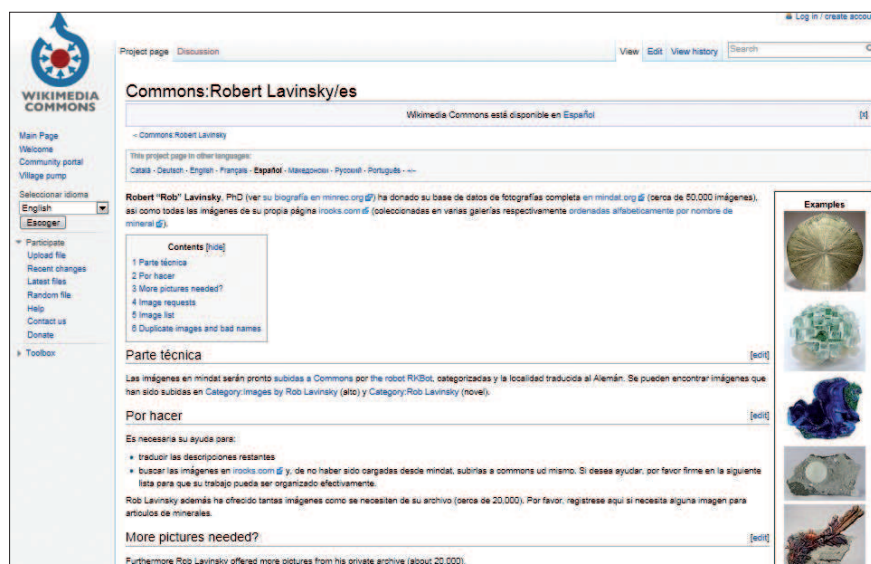 Log in / create accou
WIKIMEDIA
COMMONS
Project page
Discussion
View
Edit
View history
Search
Commons:Robert Lavinsky/es
Wikimedia Commons está disponible en Español
[x]
< Commons:Robert Lavinsky
This project page in other languages:
Català - Deutsch - English - Français - Español - Македонски - Русский - Português - +/-
Main Page
Welcome
Community portal
Village pump
Seleccionar idioma
English
Escoger
Participate
Upload file
Recent changes
Latest files
Random file
Help
Contact us
Donate
Toolbox
Robert "Rob" Lavinsky, PhD (ver su biografía en minrec.org) ha donado su base de datos de fotografías completa en mindat.org (cerca de 50,000 imágenes),
asi como todas las imágenes de su propia página irocks.com (coleccionadas en varias galerías respectivamente ordenadas alfabeticamente por nombre de
mineral).
Contents [hide]
1 Parte técnica
2 Por hacer
3 More pictures needed?
4 Image requests
5 Image list
6 Duplicate images and bad names
Parte técnica
[edit]
Las imágenes en mindat serán pronto subidas a Commons por the robot RKBot, categorizadas y la localidad traducida al Alemán. Se pueden encontrar imágenes que
han sido subidas en Category:Images by Rob Lavinsky (alto) y Category:Rob Lavinsky (novel).
Por hacer
[edit]
Es necesaria su ayuda para:
traducir las descripciones restantes
buscar las imágenes en irocks.com y, de no haber sido cargadas desde mindat, subirlas a commons ud mismo. Si desea ayudar, por favor firme en la siguiente
lista para que su trabajo pueda ser organizado efectivamente.
Rob Lavinsky además ha ofrecido tantas imágenes como se necesiten de su archivo (cerca de 20,000). Por favor, registrese aqui si necesita alguna imagen para
articulos de minerales.
More pictures needed?
[edit]
Furthermore Rob Lavinsky offered more pictures from his private archive (about 20,000).
Examples